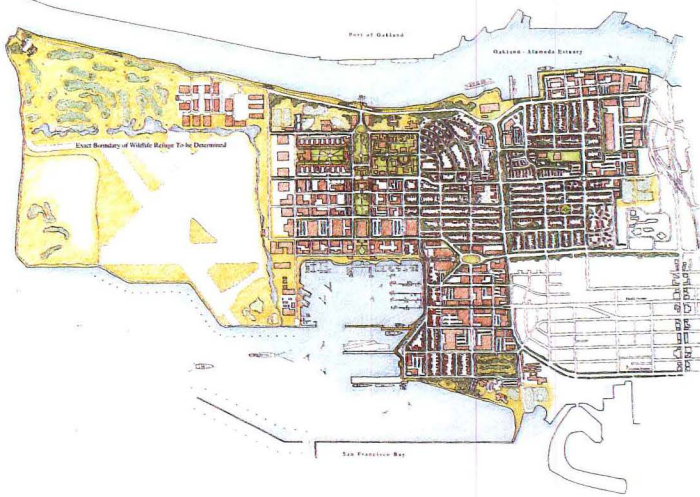 Port of Oakland
Oakland - Alameda Estuary
Exact Boundary of Wildlife Refuge To be Determined
San Francisco Bay